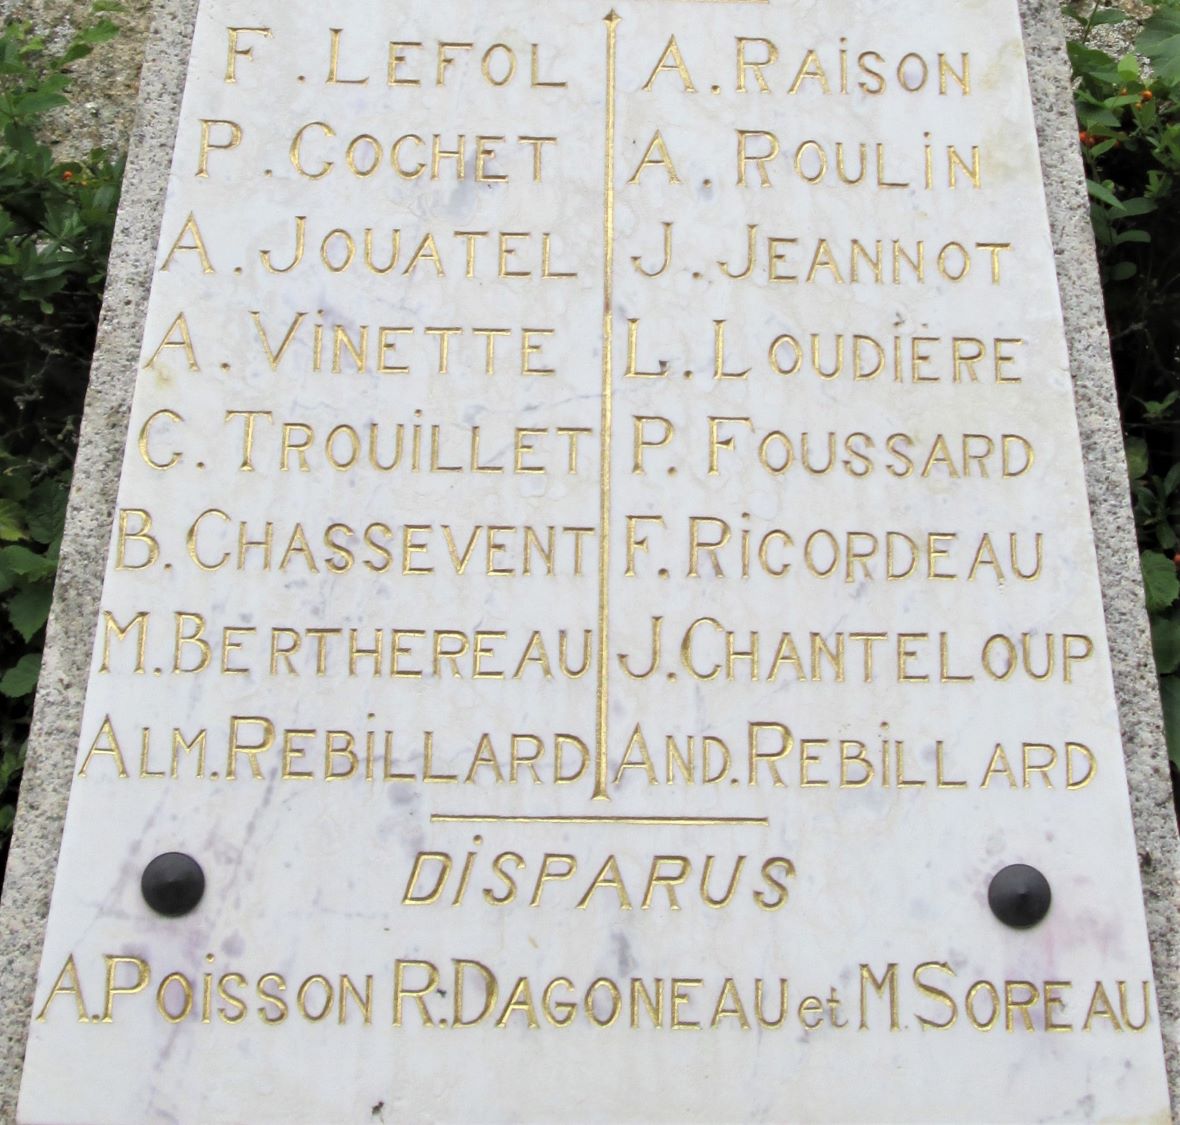 F. LEFOL
P. COCHET
A. JOUATEL
A. VINETTE
C. TROUILLET
B. CHASSEVENT
M. BERTHEREAU
ALM. REBILLARD
A. RAISON
A. ROULIN
J. JEANNOT
L. LOUDIÈRE
P. FOUSSARD
F. RICORDEAU
J. CHANTELOUP
AND. REBILLARD
DISPARUS
A. POISSON R. DAGONEAU et M SOREAU